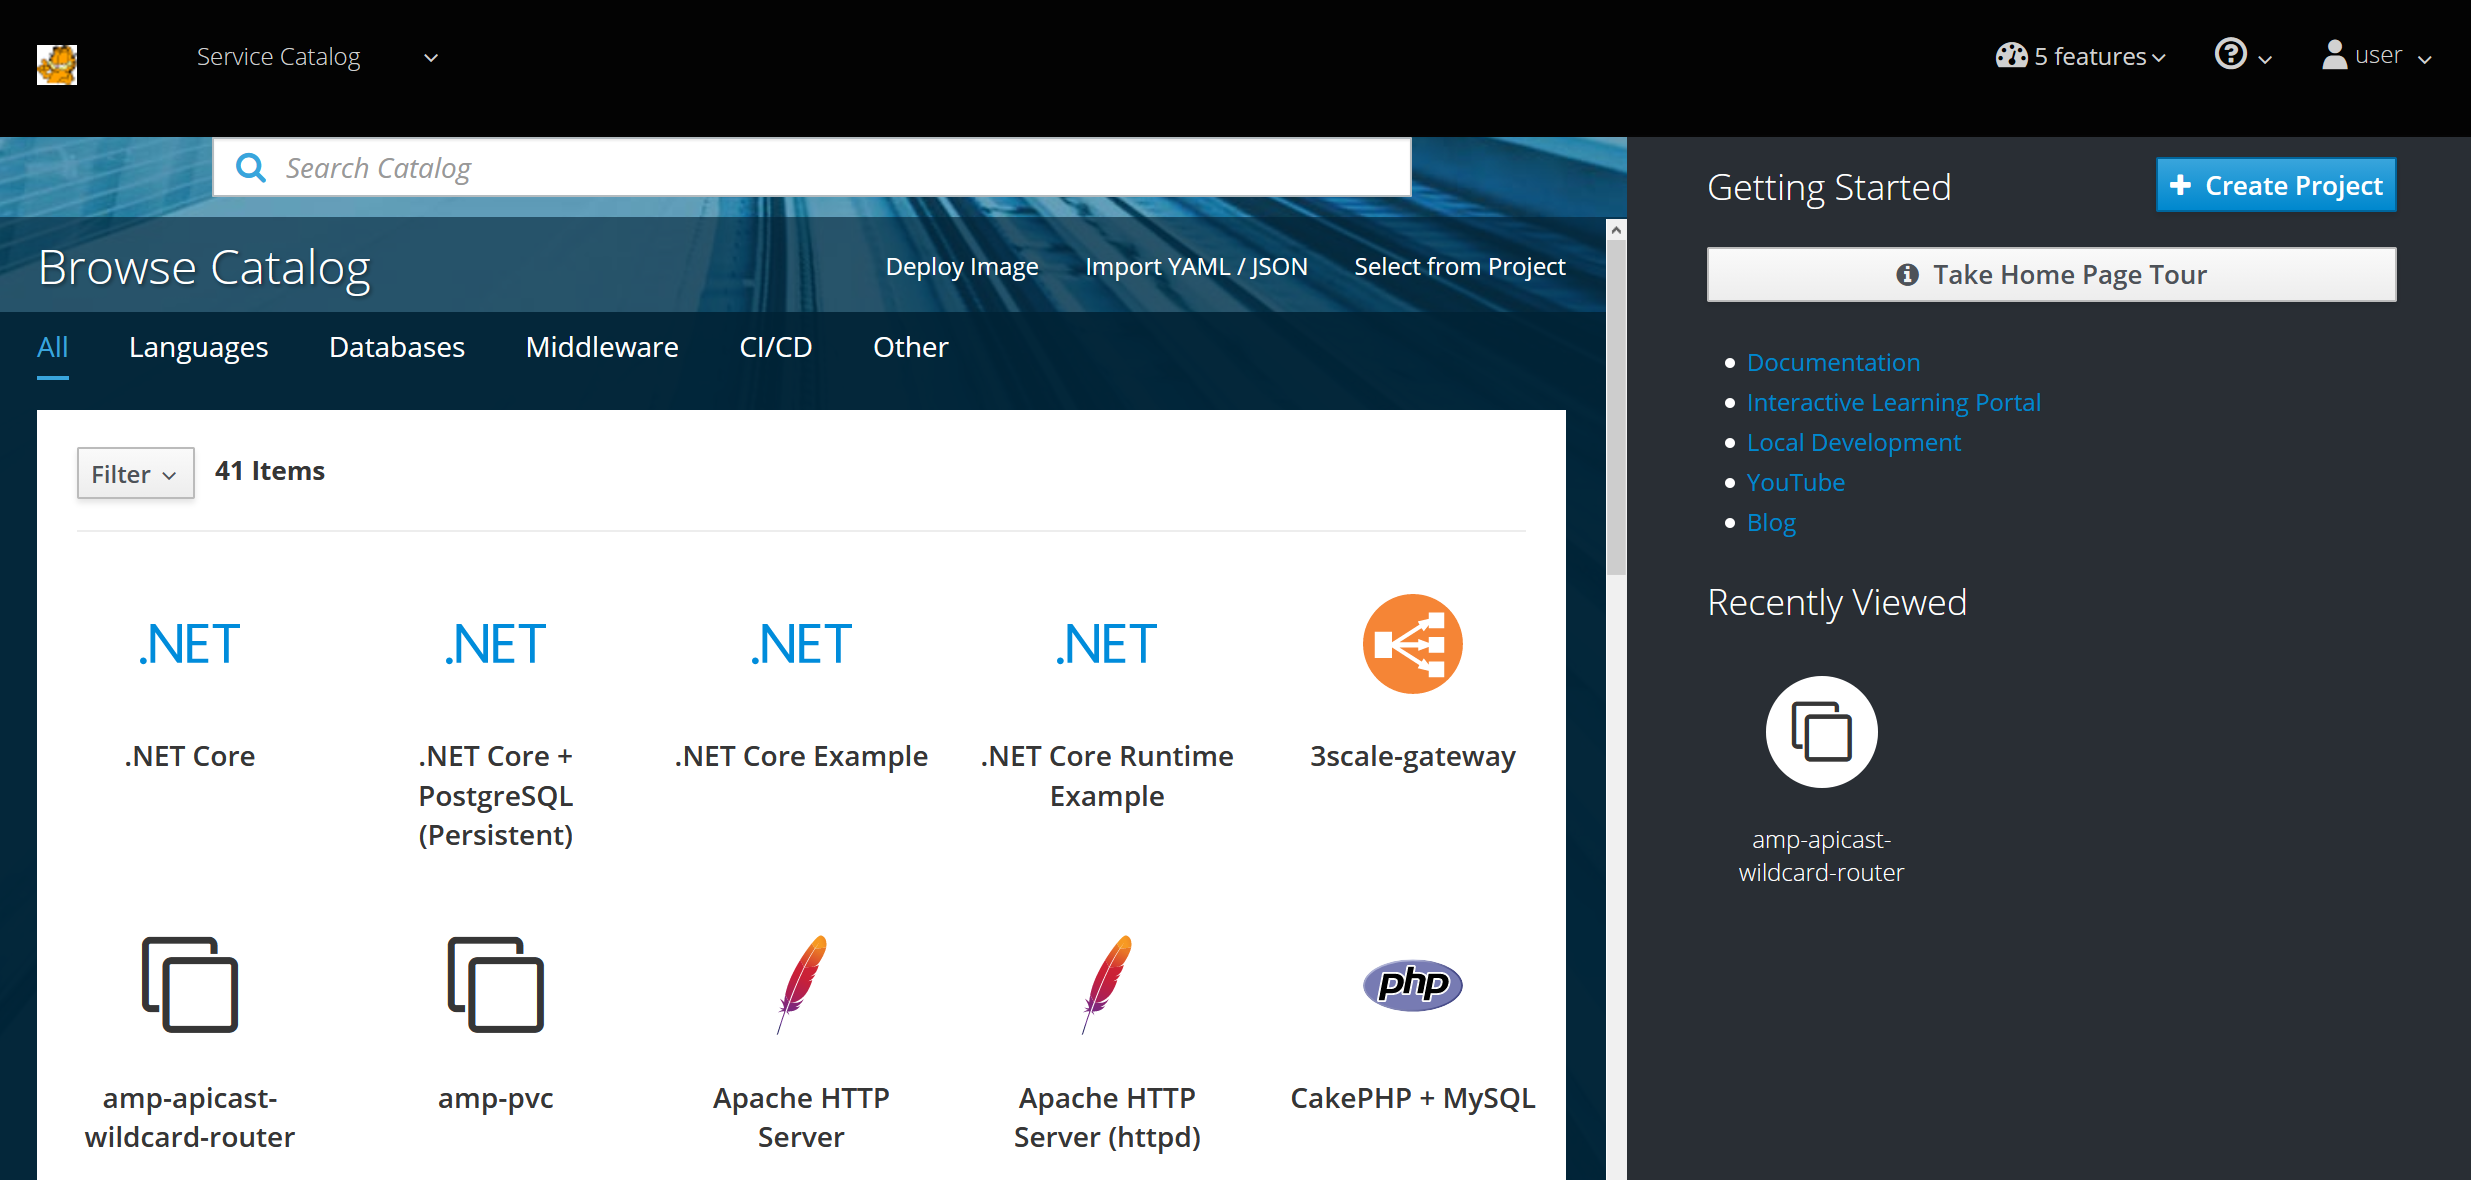 Service Catalog
5 features
user
Search Catalog
Getting Started
Create Project
Browse Catalog
Deploy Image
Import YAML / JSON
Select from Project
Take Home Page Tour
All
Languages
Databases
Middleware
CI/CD
Other
Documentation
Interactive Learning Portal
Local Development
YouTube
Blog
Filter
41 Items
Recently Viewed
.NET
.NET
.NET
.NET
.NET Core
.NET Core +
PostgreSQL
(Persistent)
.NET Core Example
.NET Core Runtime
Example
3scale-gateway
amp-apicast-
wildcard-router
php
amp-apicast-
wildcard-router
amp-pvc
Apache HTTP
Server
Apache HTTP
Server (httpd)
CakePHP + MySQL